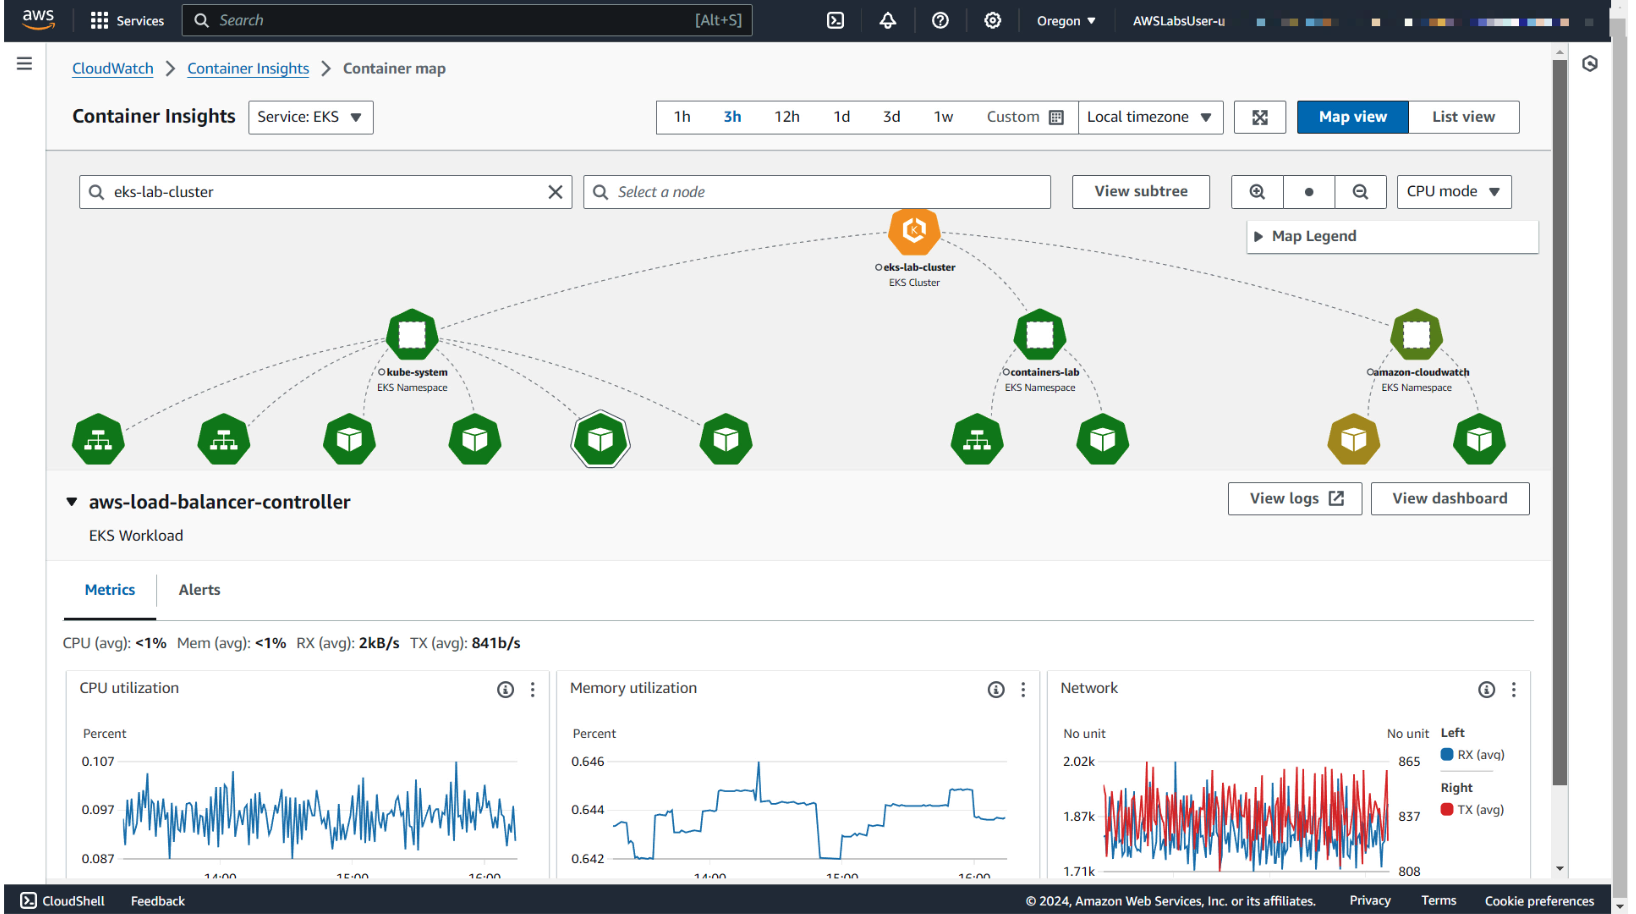 aws
Services
Search
[Alt+S]
Oregon
AWSLabsUser-u
CloudWatch
Container Insights
Container map
Container Insights
Service: EKS
1h
3h
12h
1d
3d
1w
Custom
Local timezone
Map view
List view
eks-lab-cluster
Select a node
View subtree
CPU mode
Map Legend
eks-lab-cluster
EKS Cluster
kube-system
EKS Namespace
containers-lab
EKS Namespace
amazon-cloudwatch
EKS Namespace
aws-load-balancer-controller
View logs
View dashboard
EKS Workload
Metrics
Alerts
CPU (avg): <1% Mem (avg): <1% RX (avg): 2kB/s TX (avg): 841b/s
CPU utilization
Percent
0.107
0.097
0.087
14:00
15:00
16:00
Memory utilization
Percent
0.646
0.644
0.642
14:00
15:00
16:00
Network
No unit
No unit
2.02k
1.87k
1.71k
865
837
808
Left
RX (avg)
Right
TX (avg)
CloudShell
Feedback
© 2024, Amazon Web Services, Inc. or its affiliates.
Privacy
Terms
Cookie preferences